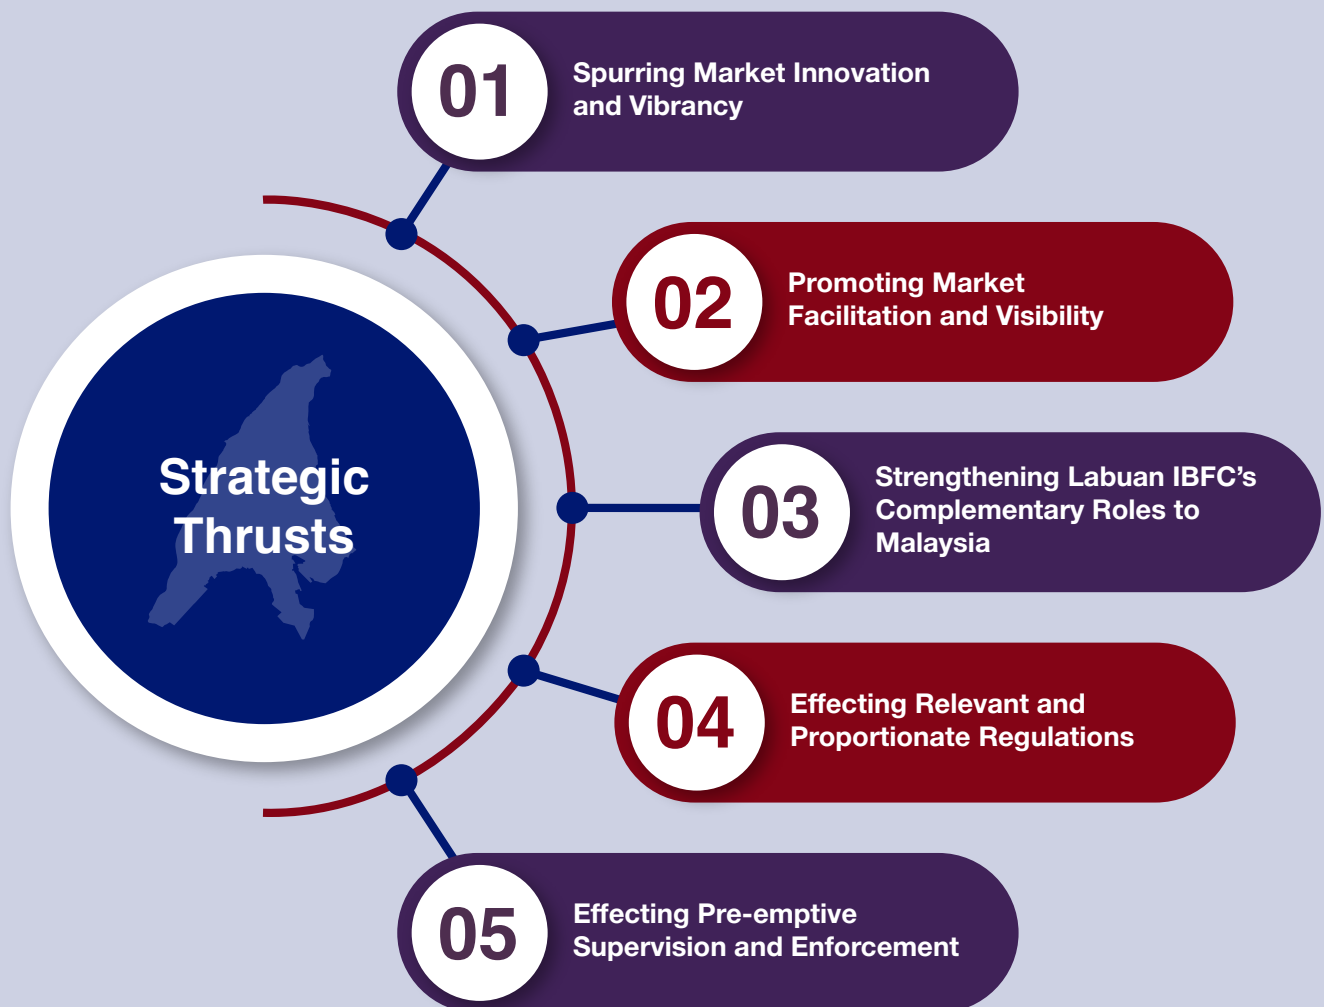 Strategic
Thrusts
01
Spurring Market Innovation
and Vibrancy
02
Promoting Market
Facilitation and Visibility
03
Strengthening Labuan IBFC’s
Complementary Roles to
Malaysia
04
Effecting Relevant and
Proportionate Regulations
05
Effecting Pre-emptive
Supervision and Enforcement